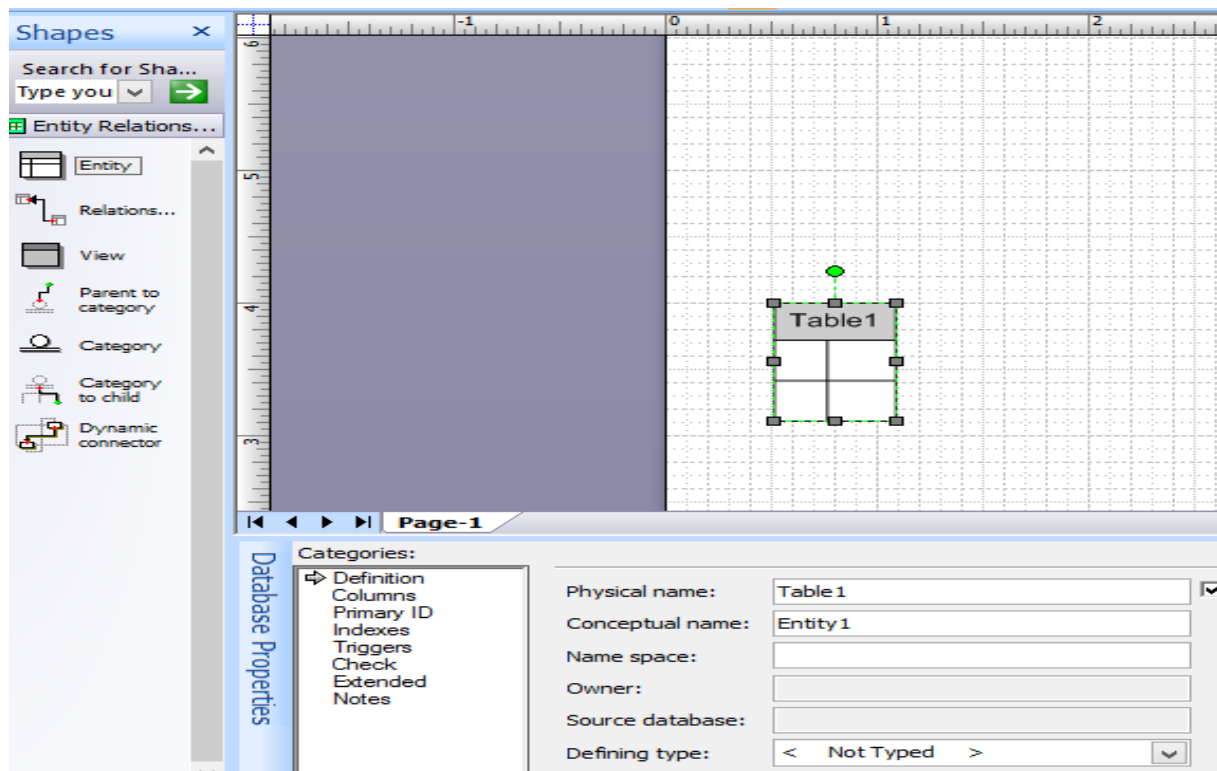 Shapes
Search for Sha...
Type you
Entity Relations...
Entity
Relations...
View
Parent to
category
Category
Category
to child
Dynamic
connector
-1
0
1
2
6
5
4
3
Table1
Page-1
Database Properties
Categories:
Definition
Columns
Primary ID
Indexes
Triggers
Check
Extended
Notes
Physical name: Table1
Conceptual name: Entity1
Name space:
Owner:
Source database:
Defining type: < Not Typed >